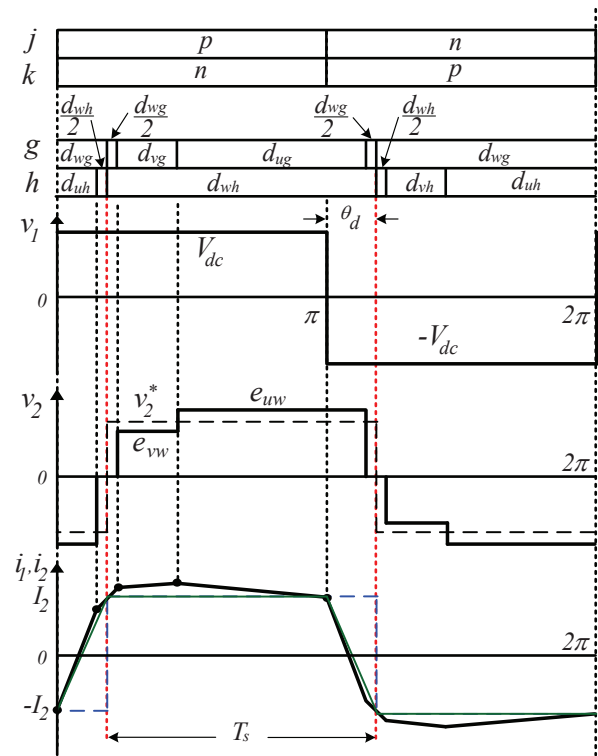 j p n
k n p
d_wh/2 d_wg/2 d_wg/2 d_wh/2
g d_wg d_vg d_ug d_wg
h d_uh d_wh d_vh d_uh
v_1 θ_d
V_dc
0 π 2π
-V_dc
v_2 v_2^* e_uw
e_vw
0 2π
i_1,i_2
I_2
0 2π
-I_2
T_s